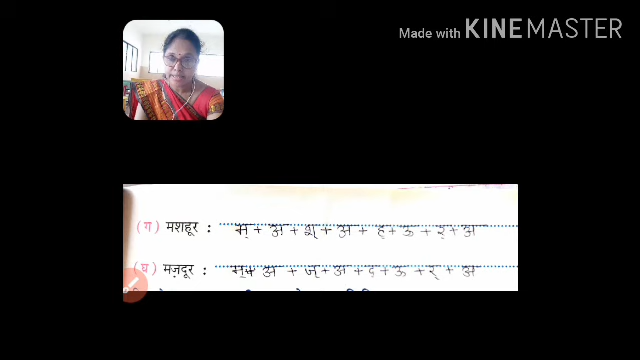 Made with KINEMASTER
(ग) मशहूर : म् + अ + श् + अ + ह् + ऊ + र् + अ
(घ) मज़दूर : म् + अ + ज़् + अ + द् + ऊ + र् + अ